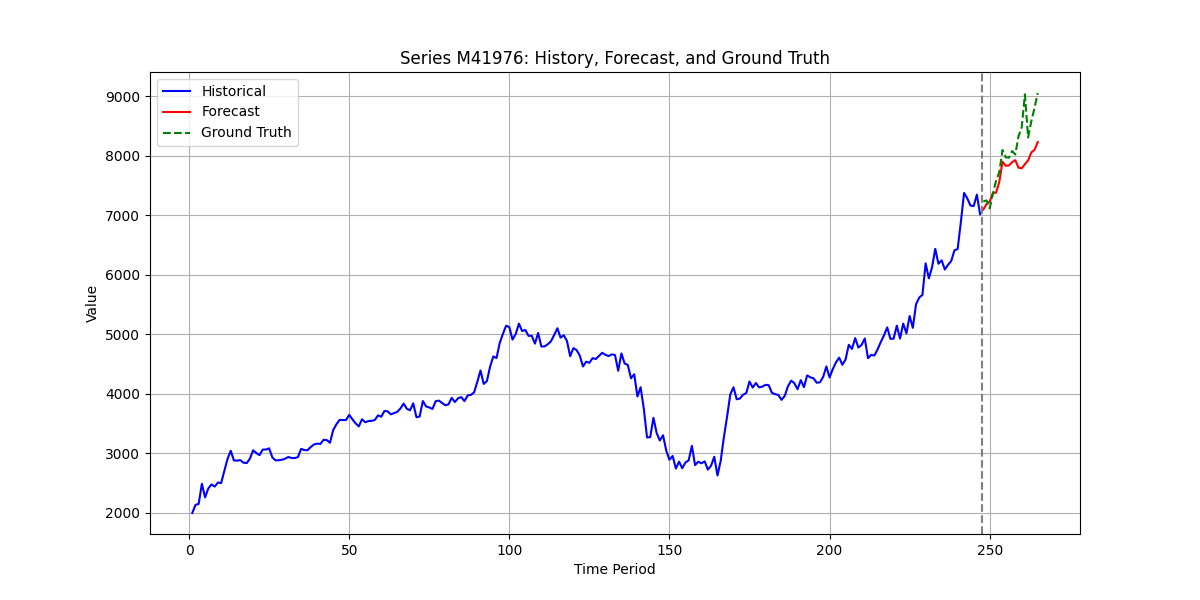 Series M41976: History, Forecast, and Ground Truth
Historical
Forecast
Ground Truth
9000
8000
7000
6000
5000
4000
3000
2000
Value
0 50 100 150 200 250
Time Period